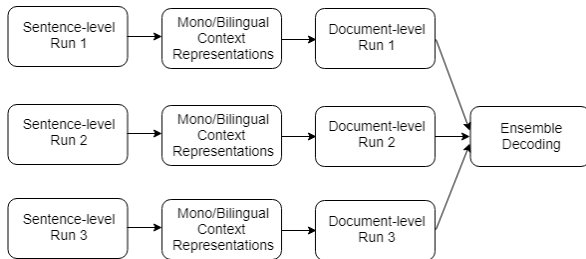 Sentence-level
Run 1
Mono/Bilingual
Context
Representations
Document-level
Run 1
Sentence-level
Run 2
Mono/Bilingual
Context
Representations
Document-level
Run 2
Ensemble
Decoding
Sentence-level
Run 3
Mono/Bilingual
Context
Representations
Document-level
Run 3